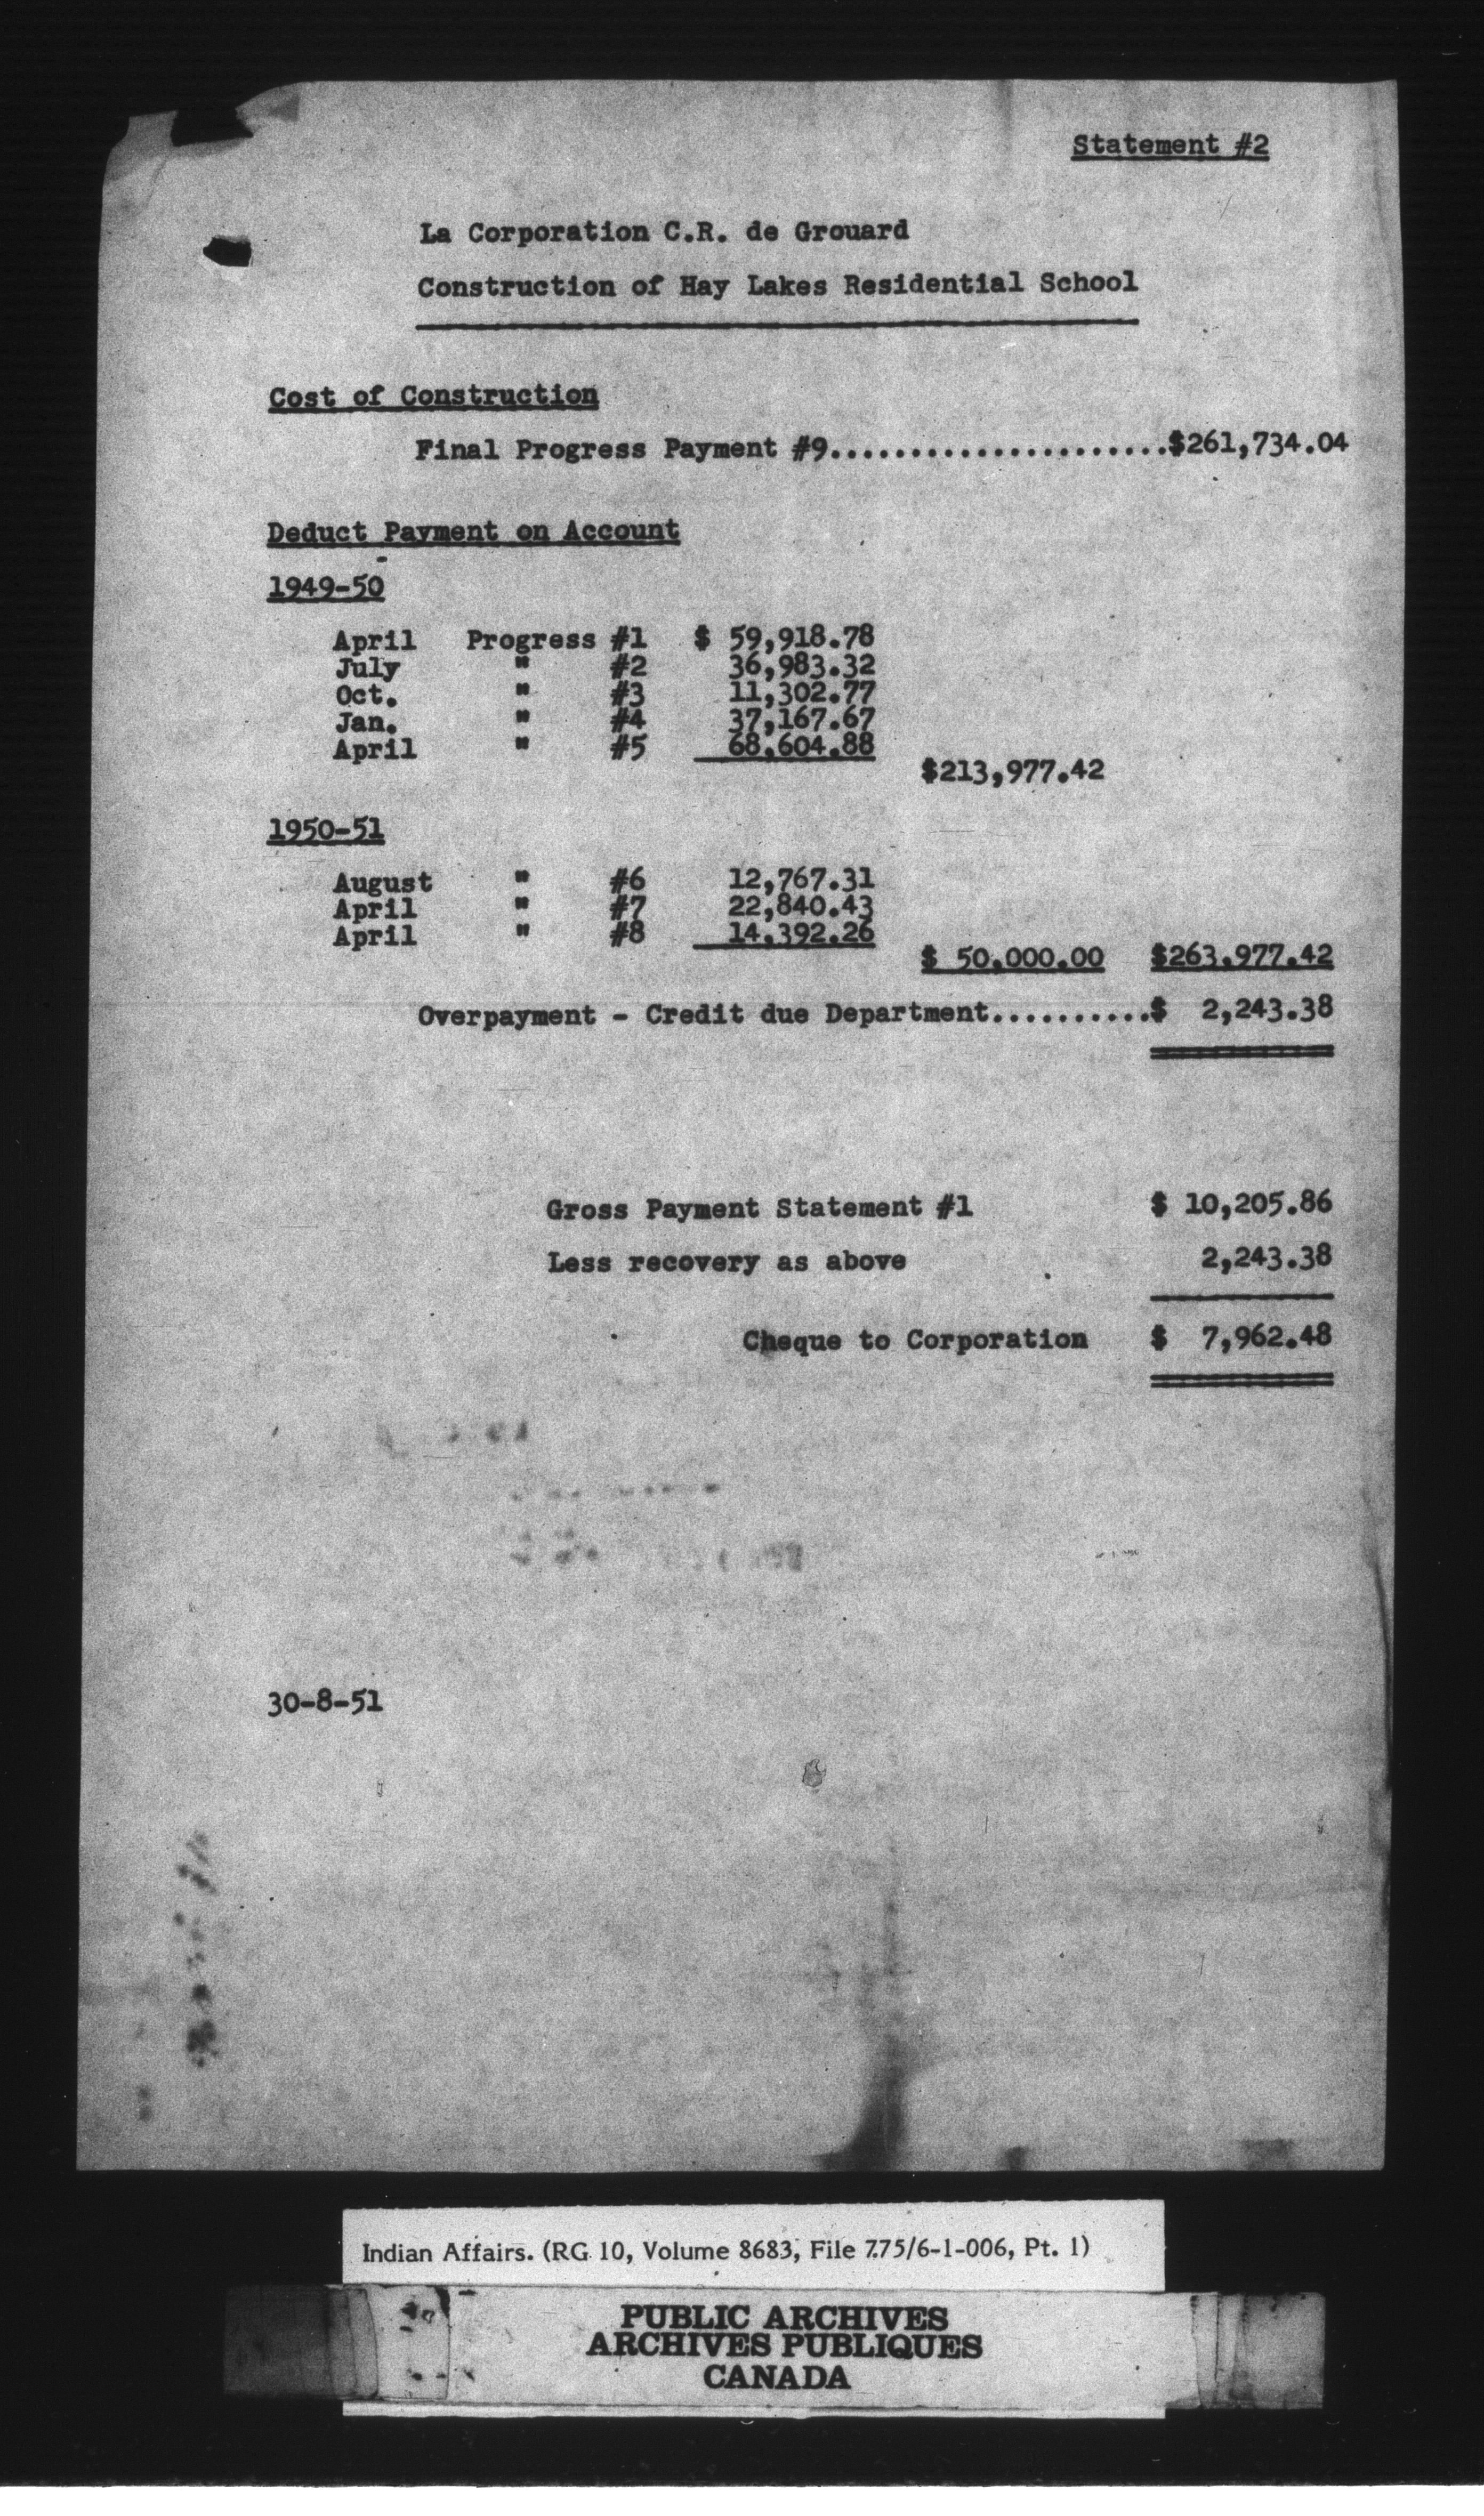 Statement #2
La Corporation C.R. de Grouard
Construction of Hay Lakes Residential School
Cost of Construction
Final Progress Payment #9.....................$261,734.04
Deduct Payment on Account
1949-50
April Progress #1 $ 59,918.78
July " #2 36,983.32
Oct. " #3 11,302.77
Jan. " #4 37,167.67
April " #5 68,604.88
$213,977.42
1950-51
August " #6 12,767.31
April " #7 22,840.43
April " #8 14,392.26
$ 50,000.00 $263,977.42
Overpayment - Credit due Department..........$ 2,243.38
Gross Payment Statement #1 $ 10,205.86
Less recovery as above 2,243.38
Cheque to Corporation $ 7,962.48
30-8-51
Indian Affairs. (RG 10, Volume 8683, File 775/6-1-006, Pt. 1)
PUBLIC ARCHIVES
ARCHIVES PUBLIQUES
CANADA